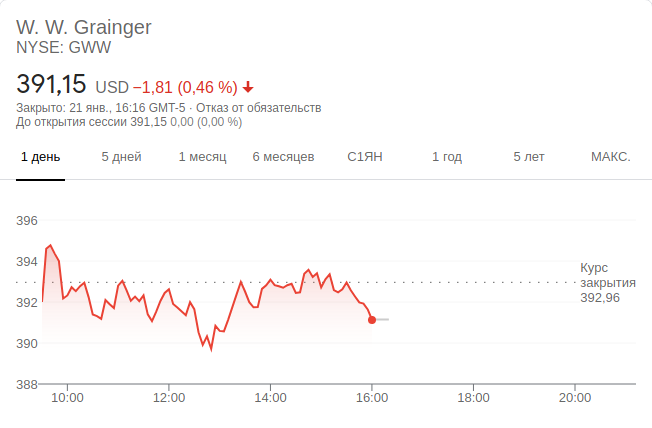 W. W. Grainger
NYSE: GWW
391,15 USD −1,81 (0,46 %)
Закрыто: 21 янв., 16:16 GMT-5 · Отказ от обязательств
До открытия сессии 391,15 0,00 (0,00 %)
1 день 5 дней 1 месяц 6 месяцев С1ЯН 1 год 5 лет МАКС.
396
394
Курс
закрытия
392,96
392
390
388
10:00 12:00 14:00 16:00 18:00 20:00